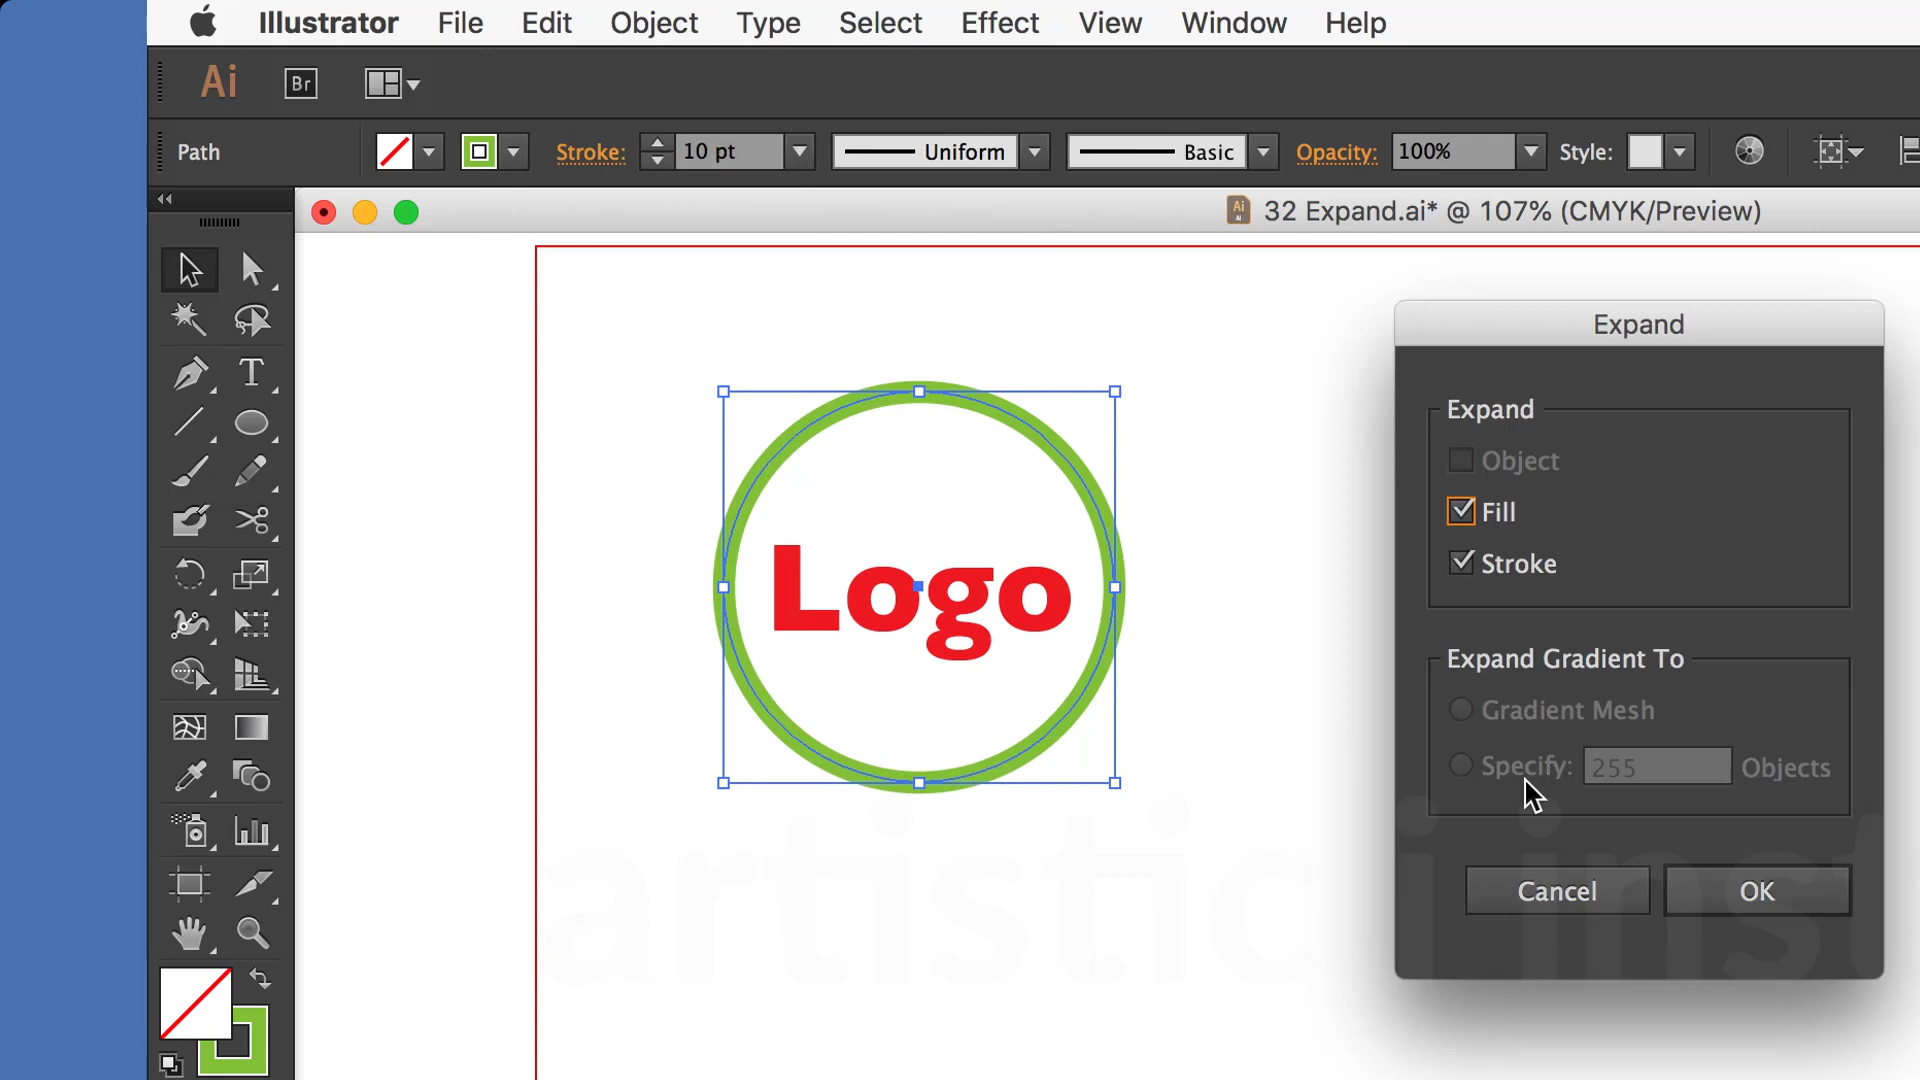 Illustrator File Edit Object Type Select Effect View Window Help
Ai Br
Path Stroke: 10 pt Uniform Basic Opacity: 100% Style:
Ai 32 Expand.ai* @ 107% (CMYK/Preview)
T
Expand
Expand
Object
Fill
Stroke
Logo
Expand Gradient To
Gradient Mesh
Specify: 255 Objects
Cancel OK
artistic i inst